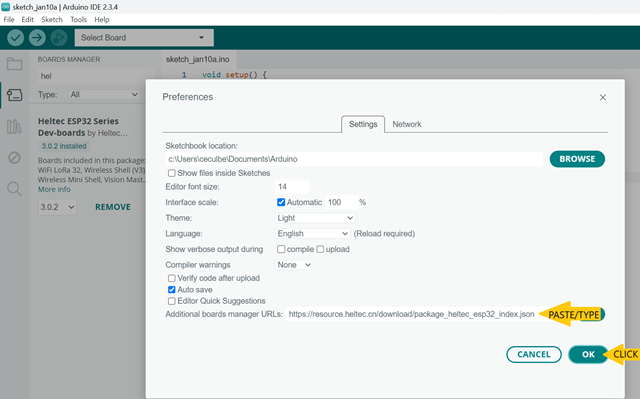 sketch_jan10a | Arduino IDE 2.3.4
File Edit Sketch Tools Help
Select Board
BOARDS MANAGER
hel
Type: All
Heltec ESP32 Series
Dev-boards by Heltec...
3.0.2 installed
Boards included in this package:
WiFi LoRa 32, Wireless Shell (V3)
Wireless Mini Shell, Vision Mast...
More info
3.0.2 REMOVE
sketch_jan10a.ino
1 void setup() {
Preferences
Settings Network
Sketchbook location:
c:\Users\ceculbe\Documents\Arduino BROWSE
Show files inside Sketches
Editor font size: 14
Interface scale: Automatic 100 %
Theme: Light
Language: English (Reload required)
Show verbose output during compile upload
Compiler warnings None
Verify code after upload
Auto save
Editor Quick Suggestions
Additional boards manager URLs: https://resource.heltec.cn/download/package_heltec_esp32_index.json PASTE/TYPE
CANCEL OK CLICK